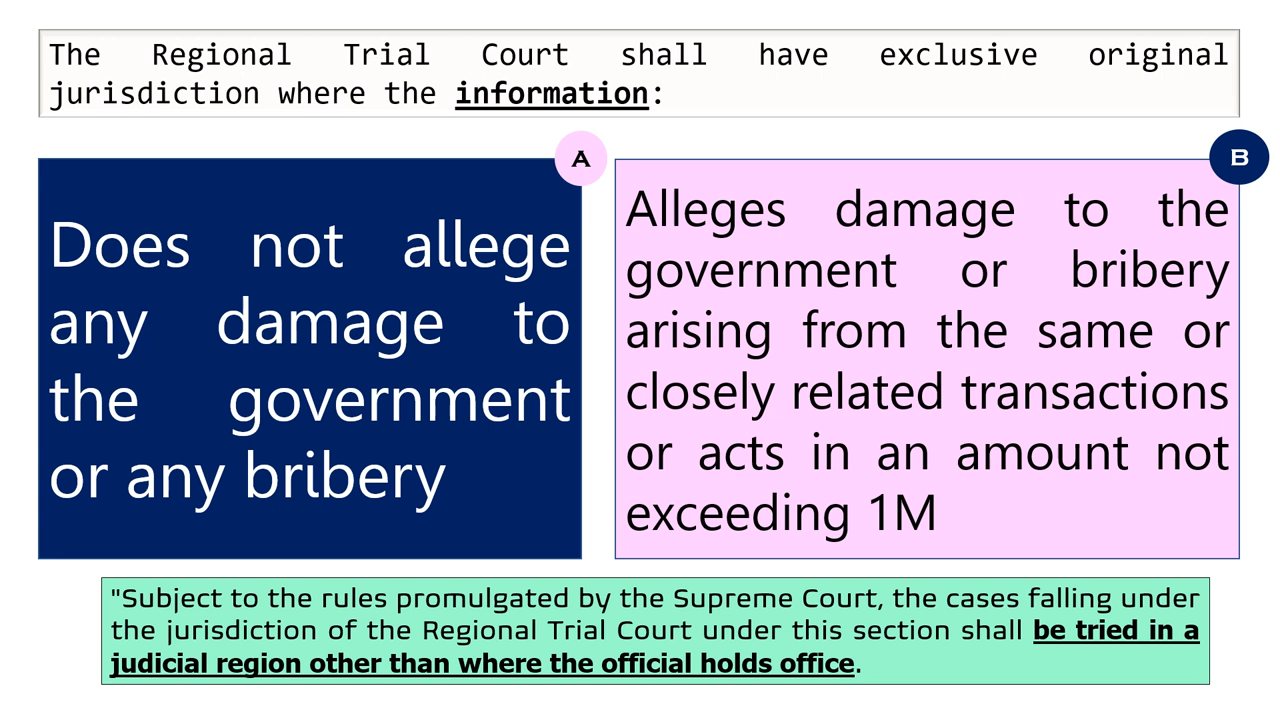 The Regional Trial Court shall have exclusive original
jurisdiction where the information:
A
Does not allege
any damage to
the government
or any bribery
B
Alleges damage to the
government or bribery
arising from the same or
closely related transactions
or acts in an amount not
exceeding 1M
"Subject to the rules promulgated by the Supreme Court, the cases falling under
the jurisdiction of the Regional Trial Court under this section shall be tried in a
judicial region other than where the official holds office.